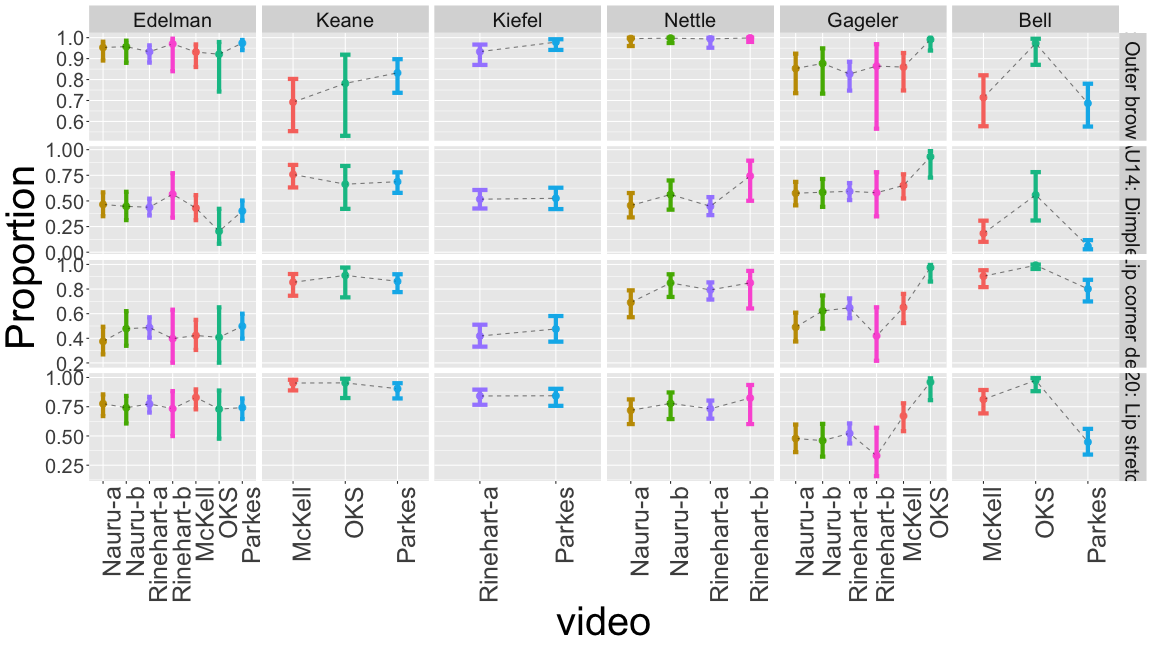 Edelman Keane Kiefel Nettle Gageler Bell
Proportion
1.0
0.9
0.8
0.7
0.6
Outer brow
1.00
0.75
0.50
0.25
0.00
AU14: Dimple
1.0
0.8
0.6
0.4
0.2
Lip corner de
1.00
0.75
0.50
0.25
20: Lip stretc
Nauru-a Nauru-b Rinehart-a Rinehart-b McKell OKS Parkes
McKell OKS Parkes
Rinehart-a Parkes
Nauru-a Nauru-b Rinehart-a Rinehart-b
Nauru-a Nauru-b Rinehart-a Rinehart-b McKell OKS
McKell OKS Parkes
video